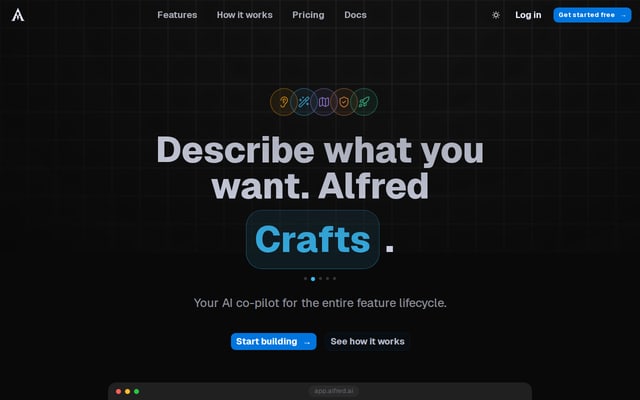 Features How it works Pricing Docs Log in Get started free →
Describe what you
want. Alfred
Crafts .
Your AI co-pilot for the entire feature lifecycle.
Start building → See how it works
app.alfred.ai